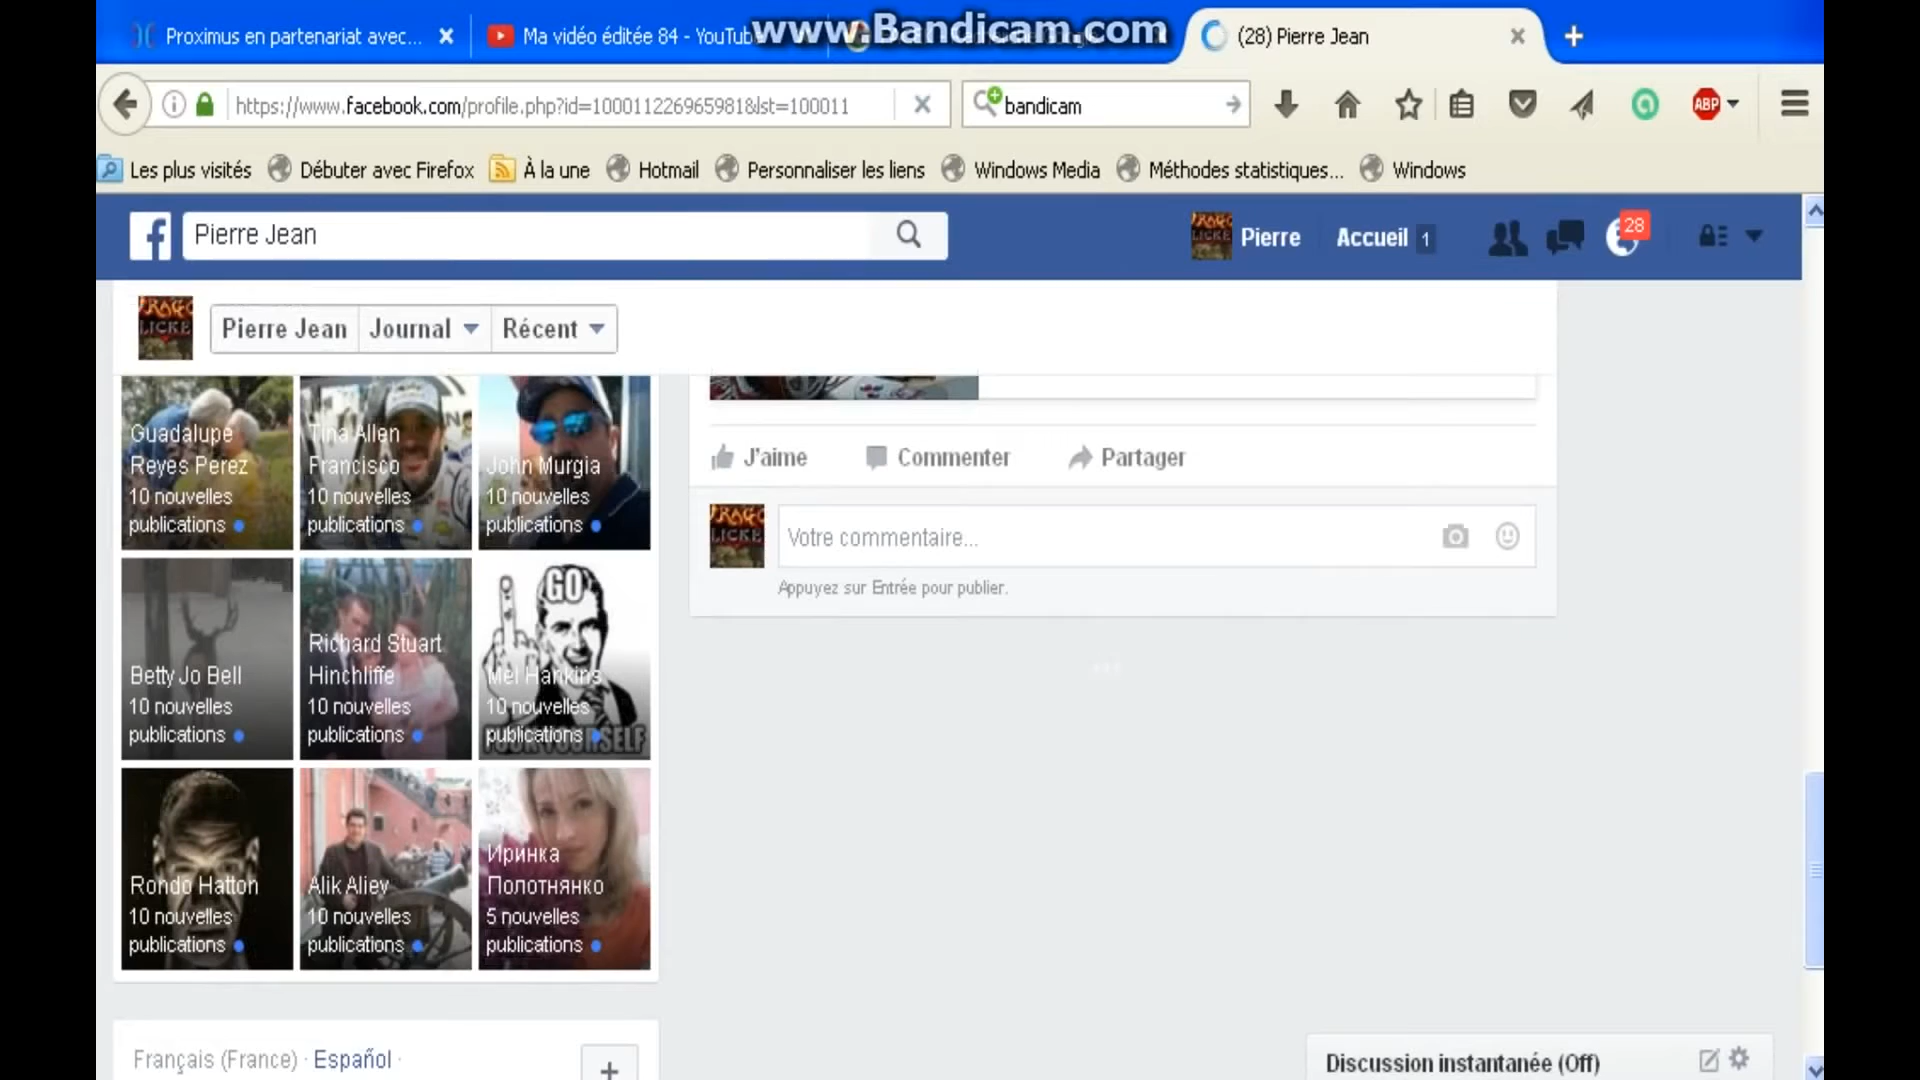 www.Bandicam.com
Proximus en partenariat avec...
Ma vidéo éditée 84 - YouTube
(28) Pierre Jean
https://www.facebook.com/profile.php?id=100011226965981&lst=100011
bandicam
ABP
Les plus visités
Débuter avec Firefox
À la une
Hotmail
Personnaliser les liens
Windows Media
Méthodes statistiques...
Windows
Pierre Jean
Pierre
Accueil 1
28
Pierre Jean
Journal
Récent
Guadalupe
Reyes Perez
10 nouvelles
publications
Tina Allen
Francisco
10 nouvelles
publications
John Murgia
10 nouvelles
publications
Betty Jo Bell
10 nouvelles
publications
Richard Stuart
Hinchliffe
10 nouvelles
publications
GO
Mel Hankins
10 nouvelles
publications
Rondo Hatton
10 nouvelles
publications
Alik Aliev
10 nouvelles
publications
Иринка
Полотнянко
5 nouvelles
publications
J'aime
Commenter
Partager
Votre commentaire...
Appuyez sur Entrée pour publier.
Français (France) · Español ·
Discussion instantanée (Off)